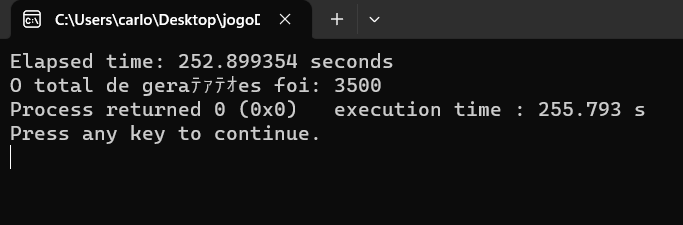 C:\Users\carlo\Desktop\jogoD
Elapsed time: 252.899354 seconds
O total de geraﾃｧﾃｵes foi: 3500
Process returned 0 (0x0)   execution time : 255.793 s
Press any key to continue.